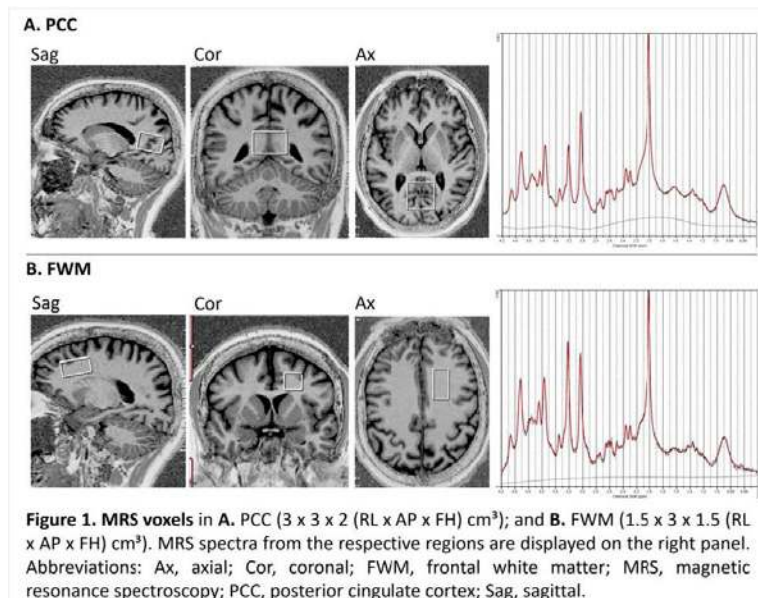 A. PCC
Sag
Cor
Ax
B. FWM
Sag
Cor
Ax
Figure 1. MRS voxels in A. PCC (3 x 3 x 2 (RL x AP x FH) cm³); and B. FWM (1.5 x 3 x 1.5 (RL
x AP x FH) cm³). MRS spectra from the respective regions are displayed on the right panel.
Abbreviations: Ax, axial; Cor, coronal; FWM, frontal white matter; MRS, magnetic
resonance spectroscopy; PCC, posterior cingulate cortex; Sag, sagittal.